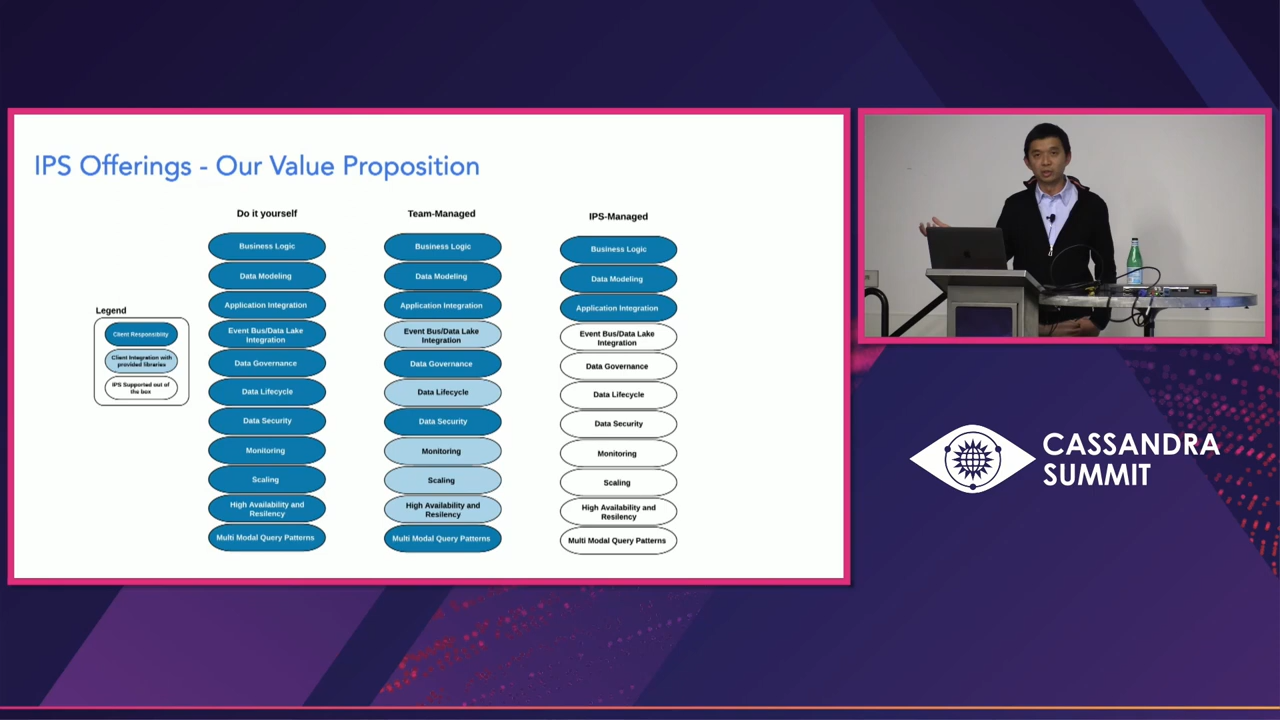 IPS Offerings - Our Value Proposition
Do it yourself
Business Logic
Data Modeling
Application Integration
Event Bus/Data Lake
Integration
Data Governance
Data Lifecycle
Data Security
Monitoring
Scaling
High Availability and
Resilency
Multi Modal Query Patterns
Team-Managed
Business Logic
Data Modeling
Application Integration
Event Bus/Data Lake
Integration
Data Governance
Data Lifecycle
Data Security
Monitoring
Scaling
High Availability and
Resilency
Multi Modal Query Patterns
IPS-Managed
Business Logic
Data Modeling
Application Integration
Event Bus/Data Lake
Integration
Data Governance
Data Lifecycle
Data Security
Monitoring
Scaling
High Availability and
Resilency
Multi Modal Query Patterns
Legend
Client Responsibility
Client Integration with
provided libraries
IPS Supported out of
the box
CASSANDRA
SUMMIT